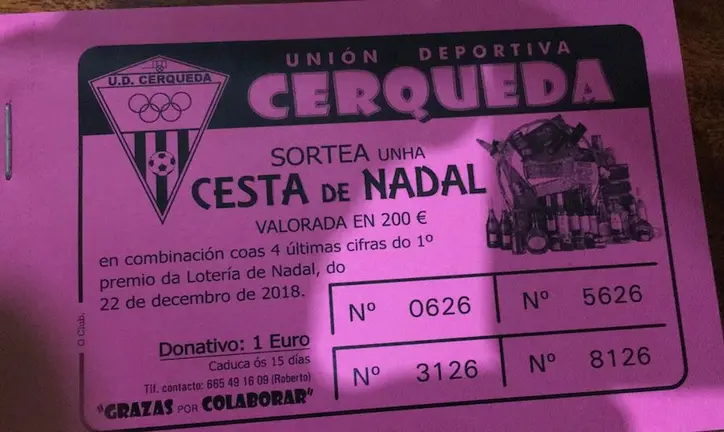 U.D. CERQUEDA
UNIÓN DEPORTIVA
CERQUEDA
SORTEA UNHA
CESTA DE NADAL
VALORADA EN 200 €
en combinación coas 4 últimas cifras do 1º
premio da Lotería de Nadal, do
22 de decembro de 2018.
Nº 0626
Nº 5626
Nº 3126
Nº 8126
Donativo: 1 Euro
Caduca ós 15 días
Tlf. contacto: 665 49 16 09 (Roberto)
"GRAZAS POR COLABORAR"
O Club.